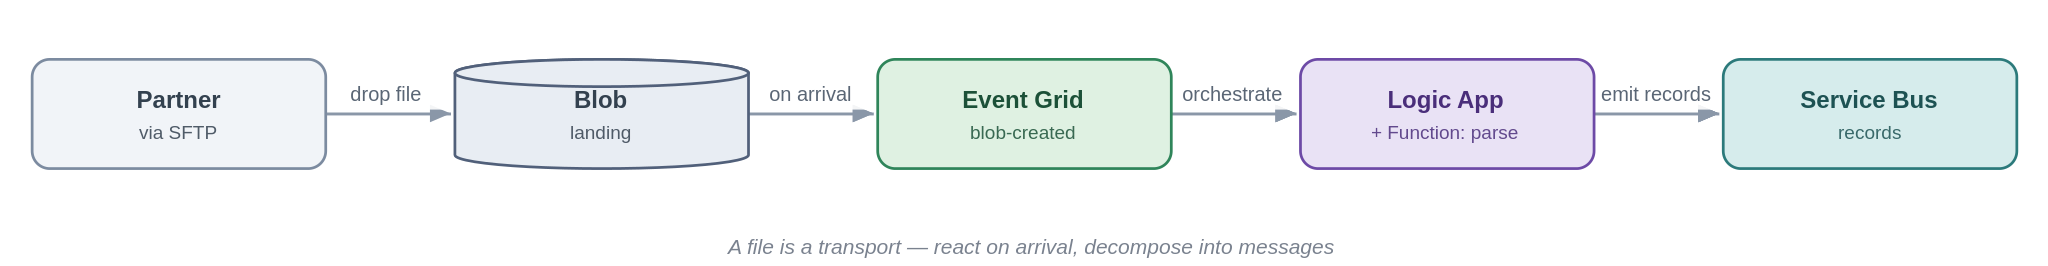 Partner
via SFTP
drop file
Blob
landing
on arrival
Event Grid
blob-created
orchestrate
Logic App
+ Function: parse
emit records
Service Bus
records
A file is a transport — react on arrival, decompose into messages